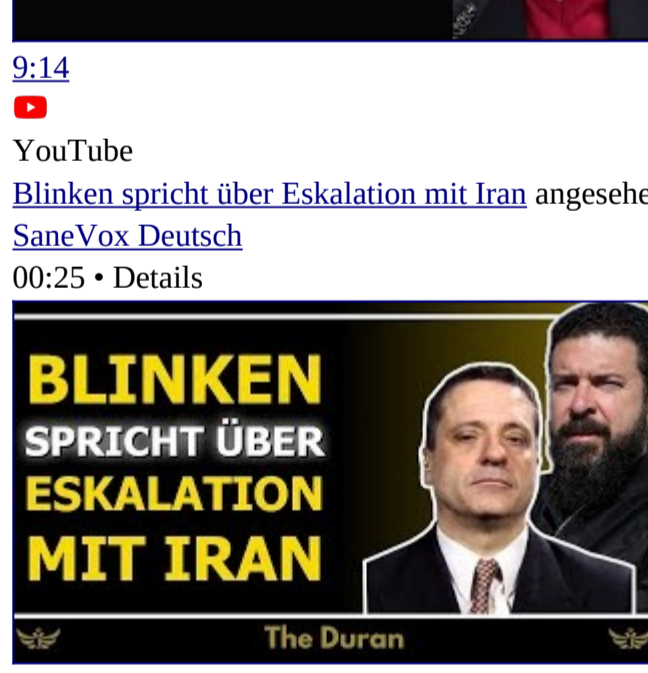 9:14
YouTube
Blinken spricht über Eskalation mit Iran angesehe
SaneVox Deutsch
00:25 • Details
BLINKEN
SPRICHT ÜBER
ESKALATION
MIT IRAN
The Duran